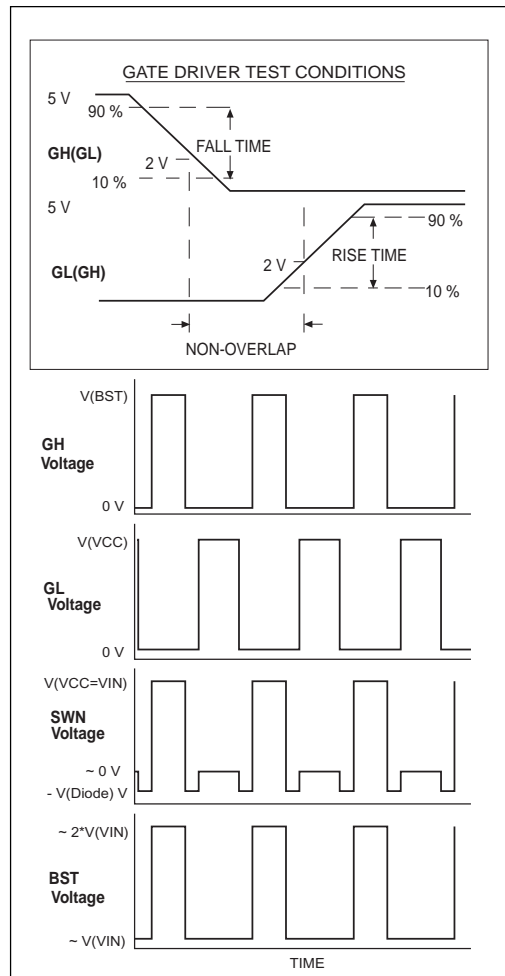 GATE DRIVER TEST CONDITIONS
5 V
90 %
FALL TIME
GH(GL)
2 V
10 %
5 V
90 %
2 V
RISE TIME
GL(GH)
10 %
NON-OVERLAP
V(BST)
GH
Voltage
0 V
V(VCC)
GL
Voltage
0 V
V(VCC=VIN)
SWN
Voltage
~ 0 V
- V(Diode) V
~ 2*V(VIN)
BST
Voltage
~ V(VIN)
TIME